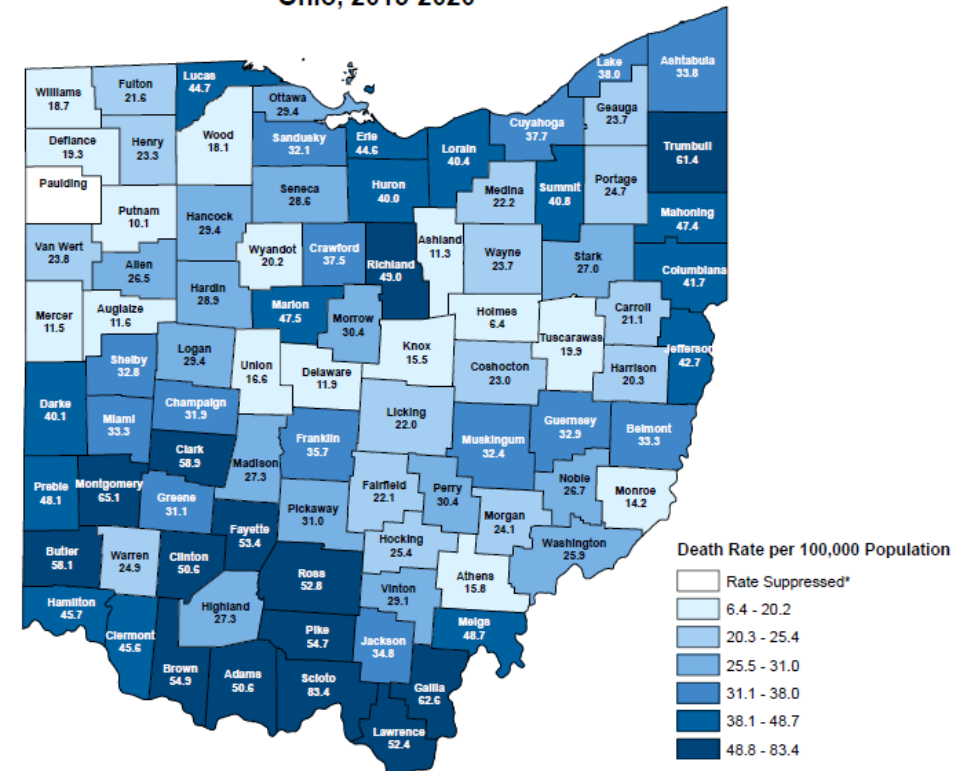 Ohio,
Williams
18.7
Fulton
21.6
Lucas
44.7
Ottawa
29.4
Lake
38.0
Ashtabula
33.8
Geauga
23.7
Cuyahoga
37.7
Defiance
19.3
Henry
23.3
Wood
18.1
Sandusky
32.1
Erie
44.6
Lorain
40.4
Trumbull
61.4
Paulding
Seneca
28.6
Huron
40.0
Medina
22.2
Summit
40.8
Portage
24.7
Putnam
10.1
Hancock
29.4
Mahoning
47.4
Van Wert
23.8
Allen
26.5
Wyandot
20.2
Crawford
37.5
Richland
49.0
Ashland
11.3
Wayne
23.7
Stark
27.0
Columbiana
41.7
Mercer
11.5
Auglaize
11.6
Hardin
28.9
Marion
47.5
Morrow
30.4
Holmes
6.4
Tuscarawas
19.9
Carroll
21.1
Jefferson
42.7
Shelby
32.8
Logan
29.4
Union
16.6
Delaware
11.9
Knox
15.5
Coshocton
23.0
Harrison
20.3
Darke
40.1
Miami
33.3
Champaign
31.9
Licking
22.0
Franklin
35.7
Muskingum
32.4
Guernsey
32.9
Belmont
33.3
Clark
58.9
Madison
27.3
Preble
48.1
Montgomery
65.1
Greene
31.1
Fairfield
22.1
Perry
30.4
Noble
26.7
Monroe
14.2
Pickaway
31.0
Morgan
24.1
Fayette
53.4
Hocking
25.4
Washington
25.9
Butler
58.1
Warren
24.9
Clinton
50.6
Ross
52.8
Athens
15.8
Vinton
29.1
Hamilton
45.7
Clermont
45.6
Highland
27.3
Pike
54.7
Jackson
34.8
Meigs
48.7
Brown
54.9
Adams
50.6
Scioto
83.4
Gallia
62.6
Lawrence
52.4
Death Rate per 100,000 Population
Rate Suppressed*
6.4 - 20.2
20.3 - 25.4
25.5 - 31.0
31.1 - 38.0
38.1 - 48.7
48.8 - 83.4